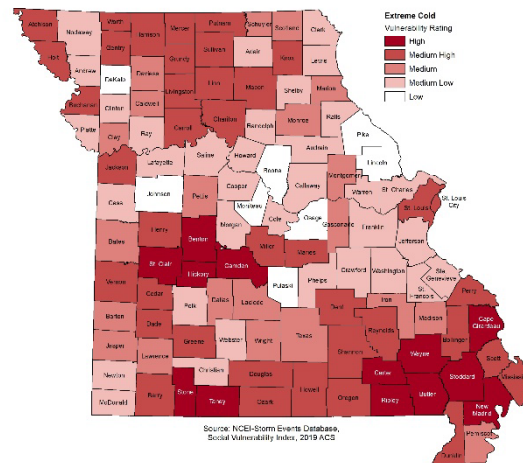 Extreme Cold
Vulnerability Rating
High
Medium High
Medium
Medium Low
Low
Atchison
Nodaway
Worth
Harrison
Mercer
Putnam
Schuyler
Scotland
Clark
Gentry
Sullivan
Adair
Knox
Lewis
Holt
Andrew
DeKalb
Daviess
Grundy
Livingston
Linn
Macon
Shelby
Marion
Buchanan
Clinton
Caldwell
Chariton
Monroe
Ralls
Platte
Clay
Ray
Carroll
Randolph
Pike
Audrain
Lincoln
Jackson
Lafayette
Saline
Howard
Boone
Callaway
Montgomery
Warren
St. Charles
St. Louis
St. Louis
City
Cass
Johnson
Pettis
Cooper
Moniteau
Cole
Osage
Gasconade
Franklin
Jefferson
Bates
Henry
Benton
Morgan
Miller
Maries
Crawford
Washington
Ste
Genevieve
St
Francois
Vernon
St. Clair
Hickory
Camden
Pulaski
Phelps
Perry
Cedar
Polk
Dallas
Laclede
Dent
Iron
Madison
Cape
Girardeau
Barton
Dade
Webster
Wright
Texas
Reynolds
Bollinger
Jasper
Greene
Shannon
Wayne
Scott
Lawrence
Christian
Douglas
Carter
Stoddard
Newton
Stone
Howell
Butler
New
Madrid
McDonald
Barry
Taney
Ozark
Oregon
Ripley
Dunklin
Pemiscot
Source: NCEI-Storm Events Database,
Social Vulnerability Index, 2019 ACS